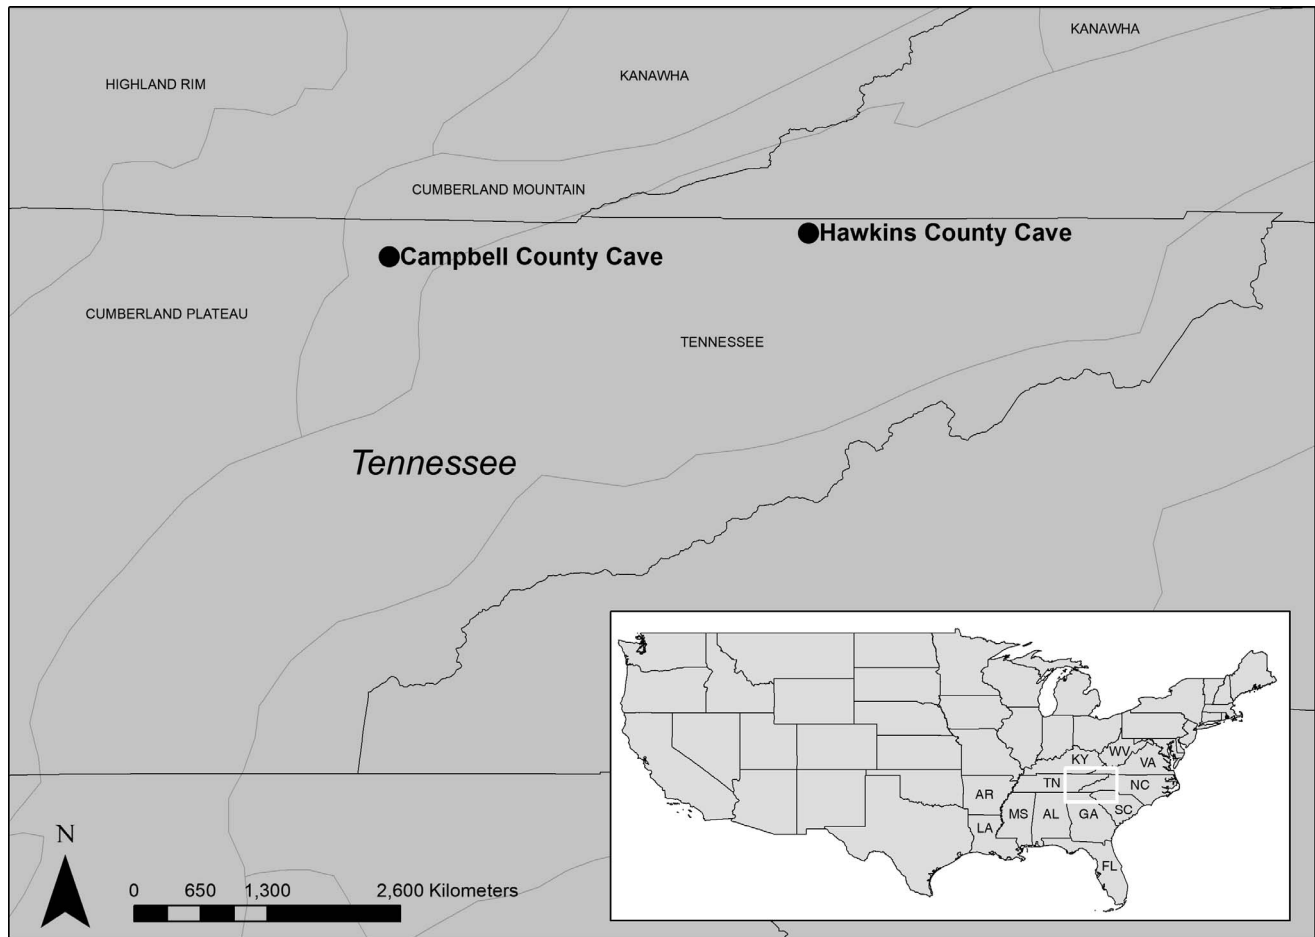 KANAWHA
HIGHLAND RIM
KANAWHA
CUMBERLAND MOUNTAIN
Hawkins County Cave
Campbell County Cave
CUMBERLAND PLATEAU
TENNESSEE
Tennessee
WV
KY
VA
TN
NC
AR
MS
AL
GA
SC
LA
FL
N
0 650 1,300 2,600 Kilometers